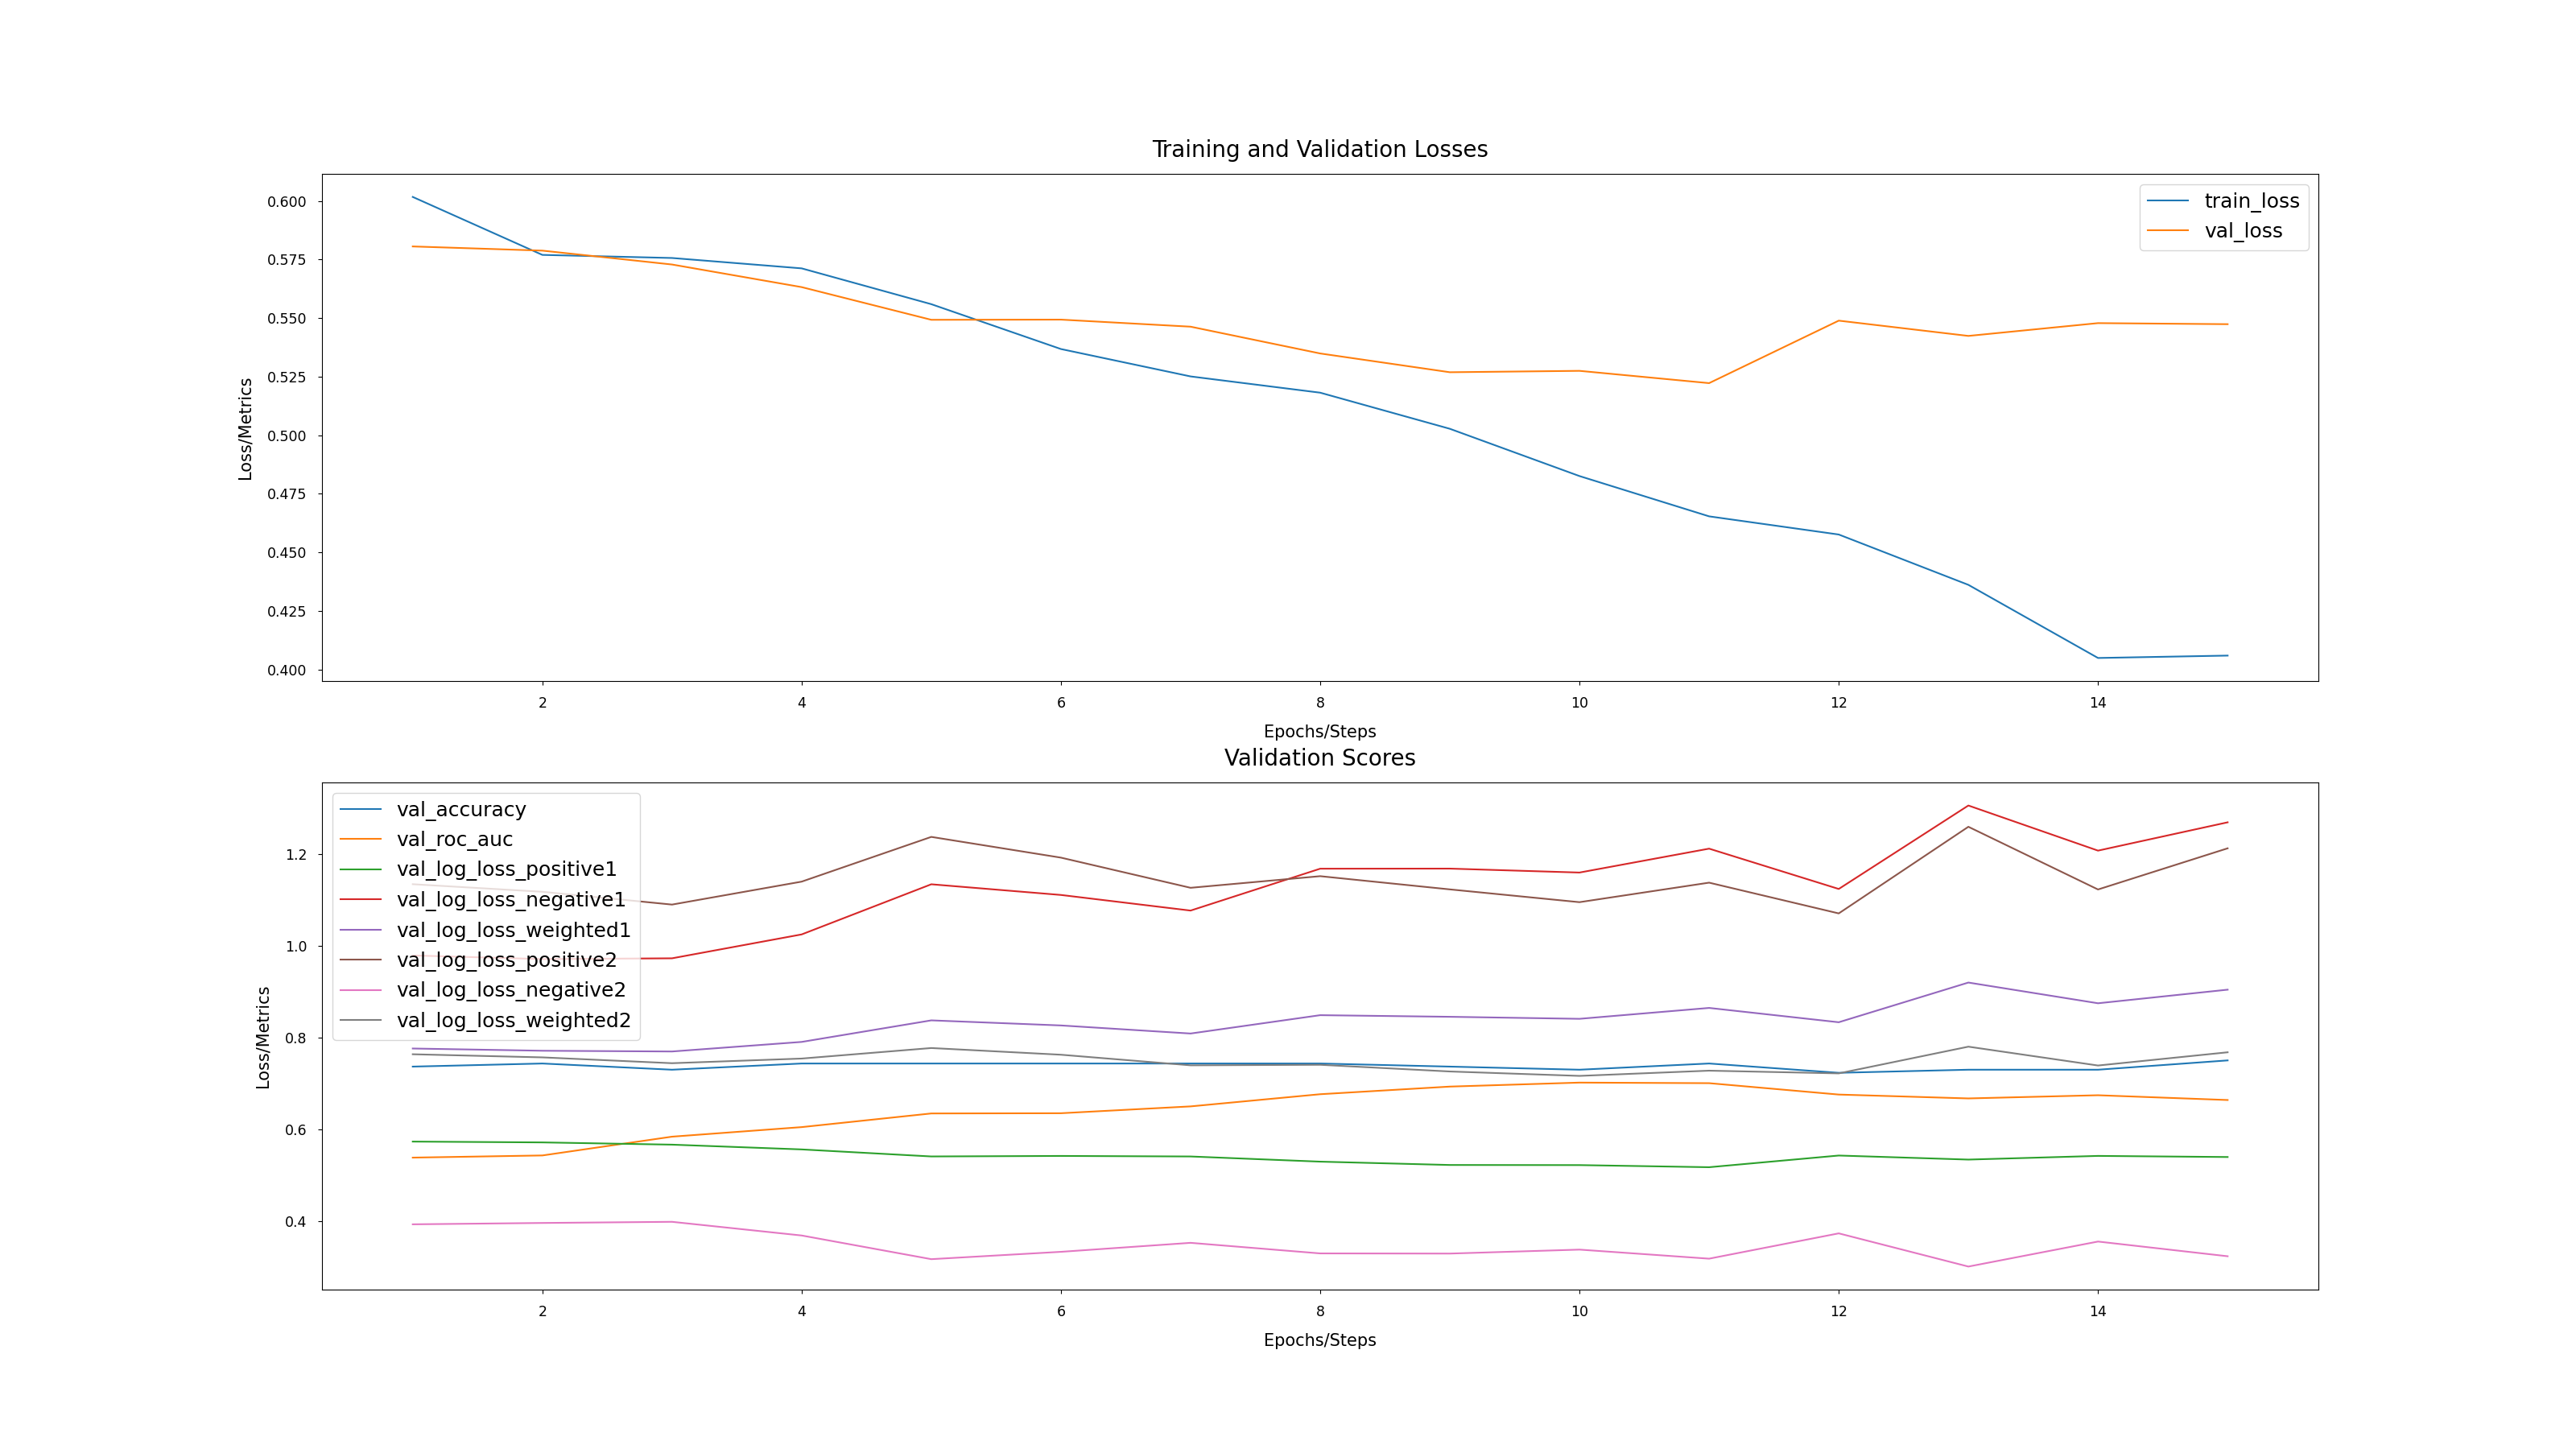 Training and Validation Losses
train_loss
val_loss
0.600
0.575
0.550
0.525
0.500
0.475
0.450
0.425
0.400
Loss/Metrics
2 4 6 8 10 12 14
Epochs/Steps
Validation Scores
val_accuracy
val_roc_auc
val_log_loss_positive1
val_log_loss_negative1
val_log_loss_weighted1
val_log_loss_positive2
val_log_loss_negative2
val_log_loss_weighted2
1.2
1.0
0.8
0.6
0.4
Loss/Metrics
2 4 6 8 10 12 14
Epochs/Steps